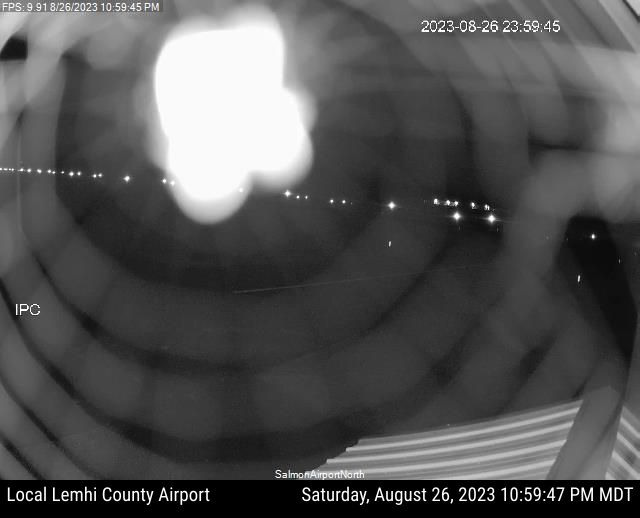 FPS: 9.91 8/26/2023 10:59:45 PM
2023-08-26 23:59:45
IPC
SalmonAirportNorth
Local Lemhi County Airport
Saturday, August 26, 2023 10:59:47 PM MDT